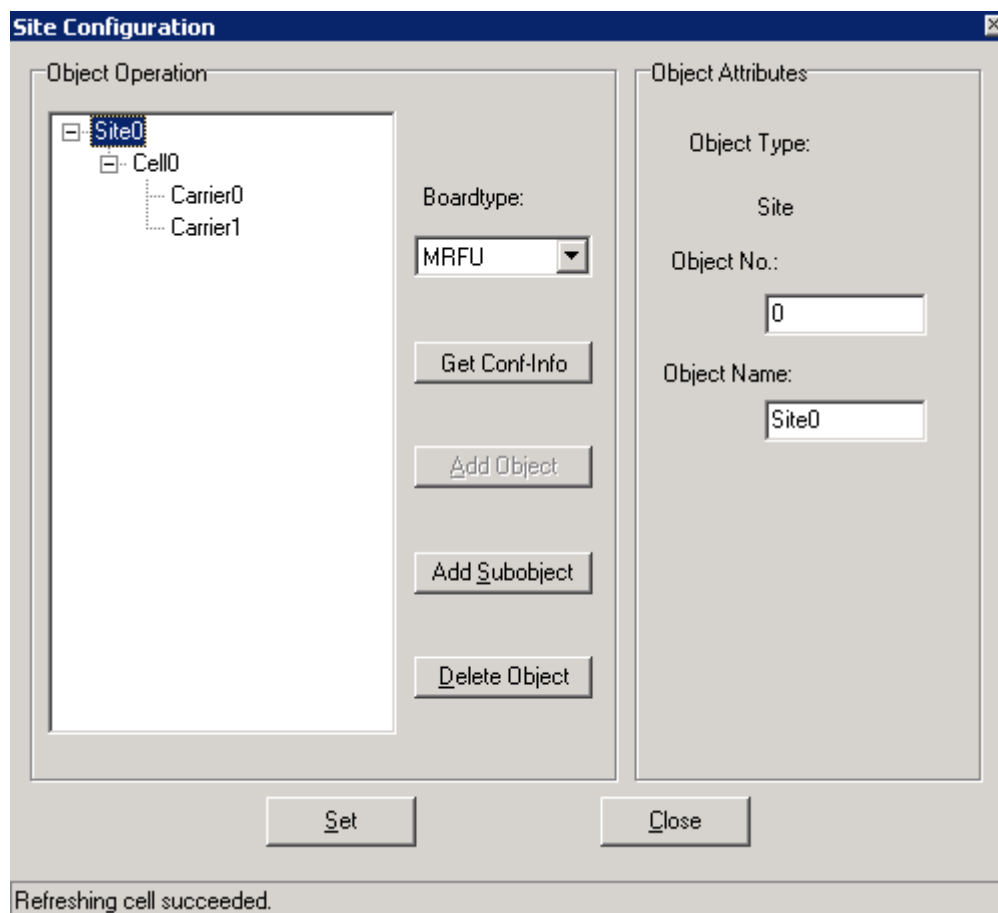 Site Configuration
Object Operation
Site0
Cell0
Carrier0
Carrier1
Boardtype:
MRFU
Get Conf-Info
Add Object
Add Subobject
Delete Object
Object Attributes
Object Type:
Site
Object No.:
0
Object Name:
Site0
Set
Close
Refreshing cell succeeded.